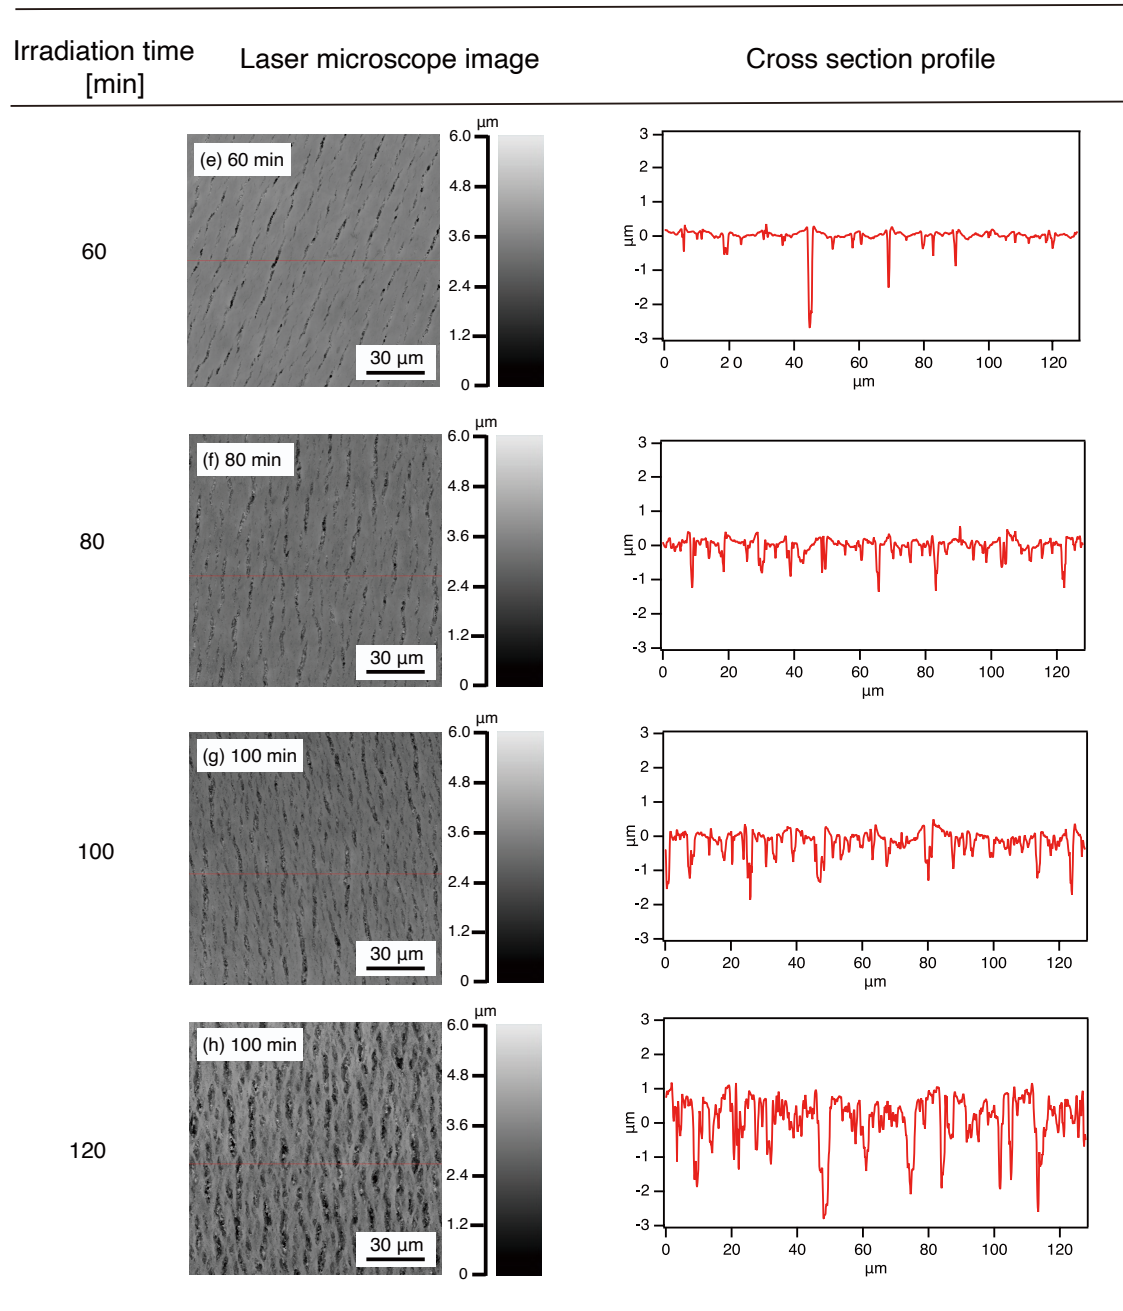 Irradiation time
[min]
Laser microscope image
Cross section profile
60
(e) 60 min
µm
6.0
4.8
3.6
2.4
1.2
0
30 µm
3
2
1
0
-1
-2
-3
µm
0 2 0 40 60 80 100 120
µm
80
(f) 80 min
µm
6.0
4.8
3.6
2.4
1.2
0
30 µm
3
2
1
0
-1
-2
-3
µm
0 20 40 60 80 100 120
µm
100
(g) 100 min
µm
6.0
4.8
3.6
2.4
1.2
0
30 µm
3
2
1
0
-1
-2
-3
µm
0 20 40 60 80 100 120
µm
120
(h) 100 min
µm
6.0
4.8
3.6
2.4
1.2
0
30 µm
3
2
1
0
-1
-2
-3
µm
0 20 40 60 80 100 120
µm